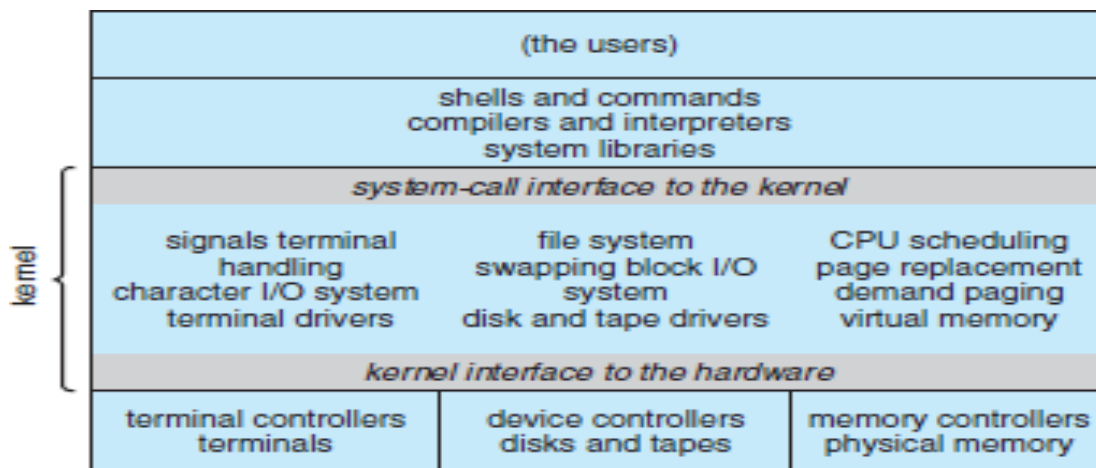 (the users)
shells and commands
compilers and interpreters
system libraries
system-call interface to the kernel
kernel
signals terminal
handling
character I/O system
terminal drivers
file system
swapping block I/O
system
disk and tape drivers
CPU scheduling
page replacement
demand paging
virtual memory
kernel interface to the hardware
terminal controllers
terminals
device controllers
disks and tapes
memory controllers
physical memory